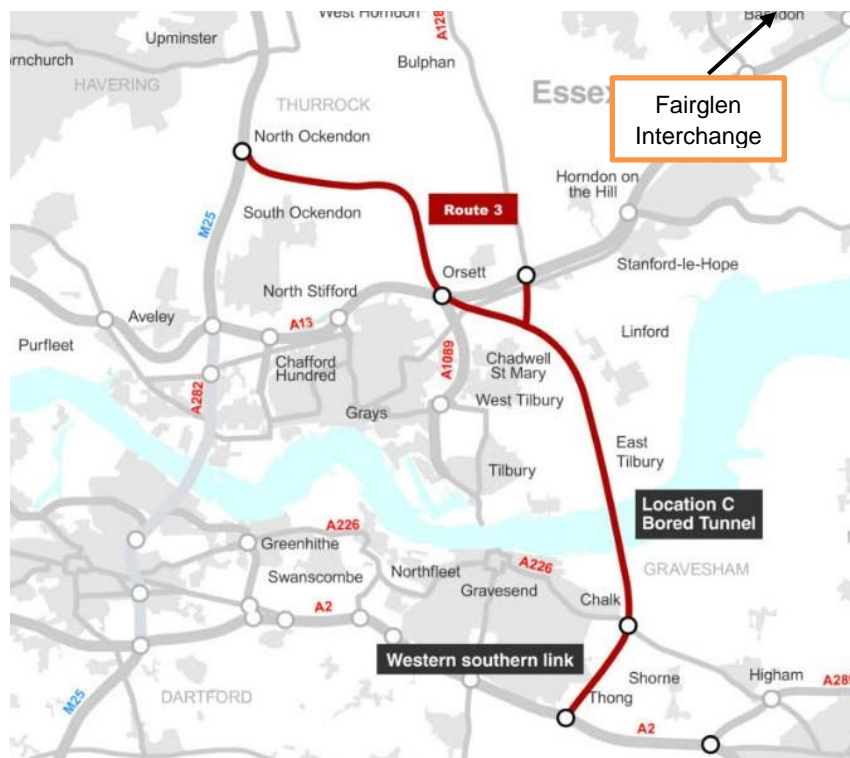 West Horndon
Upminster
A128
Bulphan
HAVERING
Essex
Fairglen
Interchange
THURROCK
North Ockendon
Horndon on
the Hill
Route 3
South Ockendon
M25
Orsett
Stanford-le-Hope
North Stifford
Aveley
A13
Linford
Purfleet
Chafford
Hundred
A1089
Chadwell
St Mary
A282
West Tilbury
Grays
East
Tilbury
Tilbury
Location C
Bored Tunnel
A226
Greenhithe
A226
GRAVESHAM
Northfleet
Swanscombe
Gravesend
Chalk
A2
Western southern link
Shorne
Higham
A289
Thong
M25
DARTFORD
A2